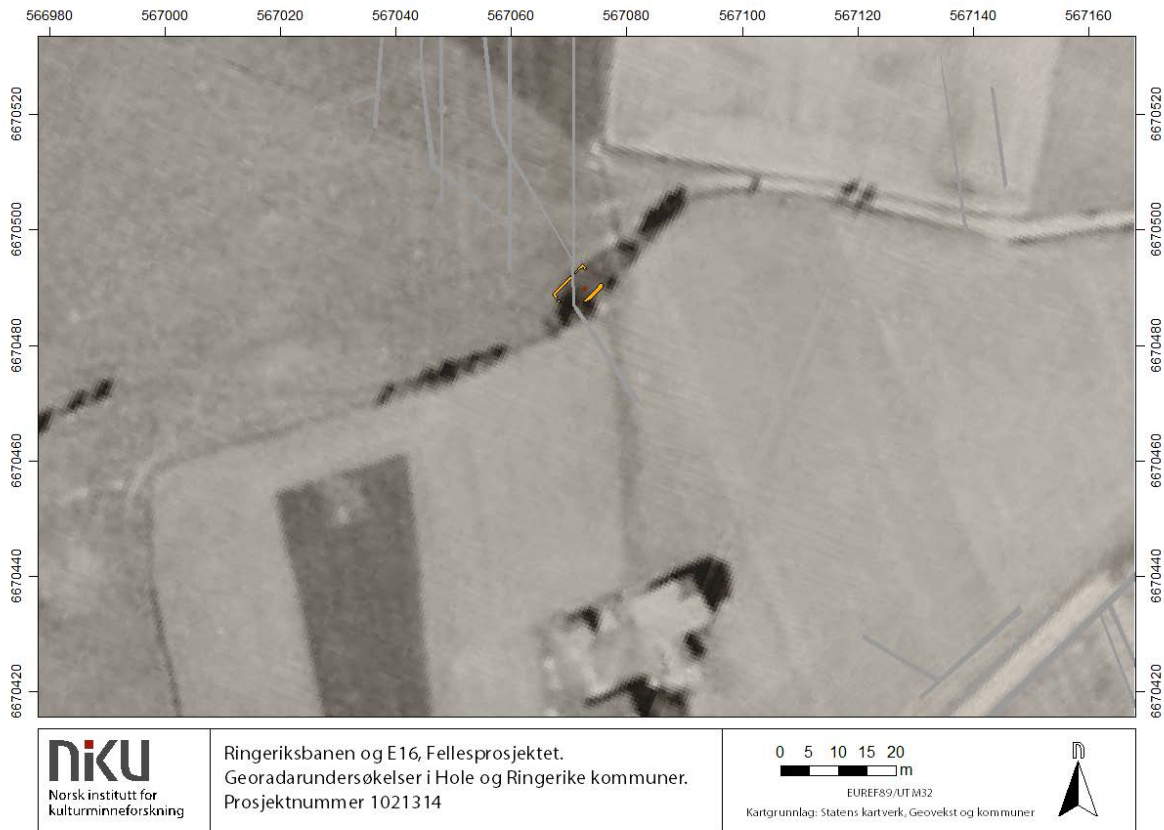 566980 567000 567020 567040 567060 567080 567100 567120 567140 567160
6670520 6670520
6670500 6670500
6670480 6670480
6670460 6670460
6670440 6670440
6670420 6670420
niku
Norsk institutt for
kulturminneforskning
Ringeriksbanen og E16, Fellesprosjektet.
Georadarundersøkelser i Hole og Ringerike kommuner.
Prosjektnummer 1021314
0 5 10 15 20
m
EUREF89/UTM32
Kartgrunnlag: Statens kartverk, Geovekst og kommuner
n